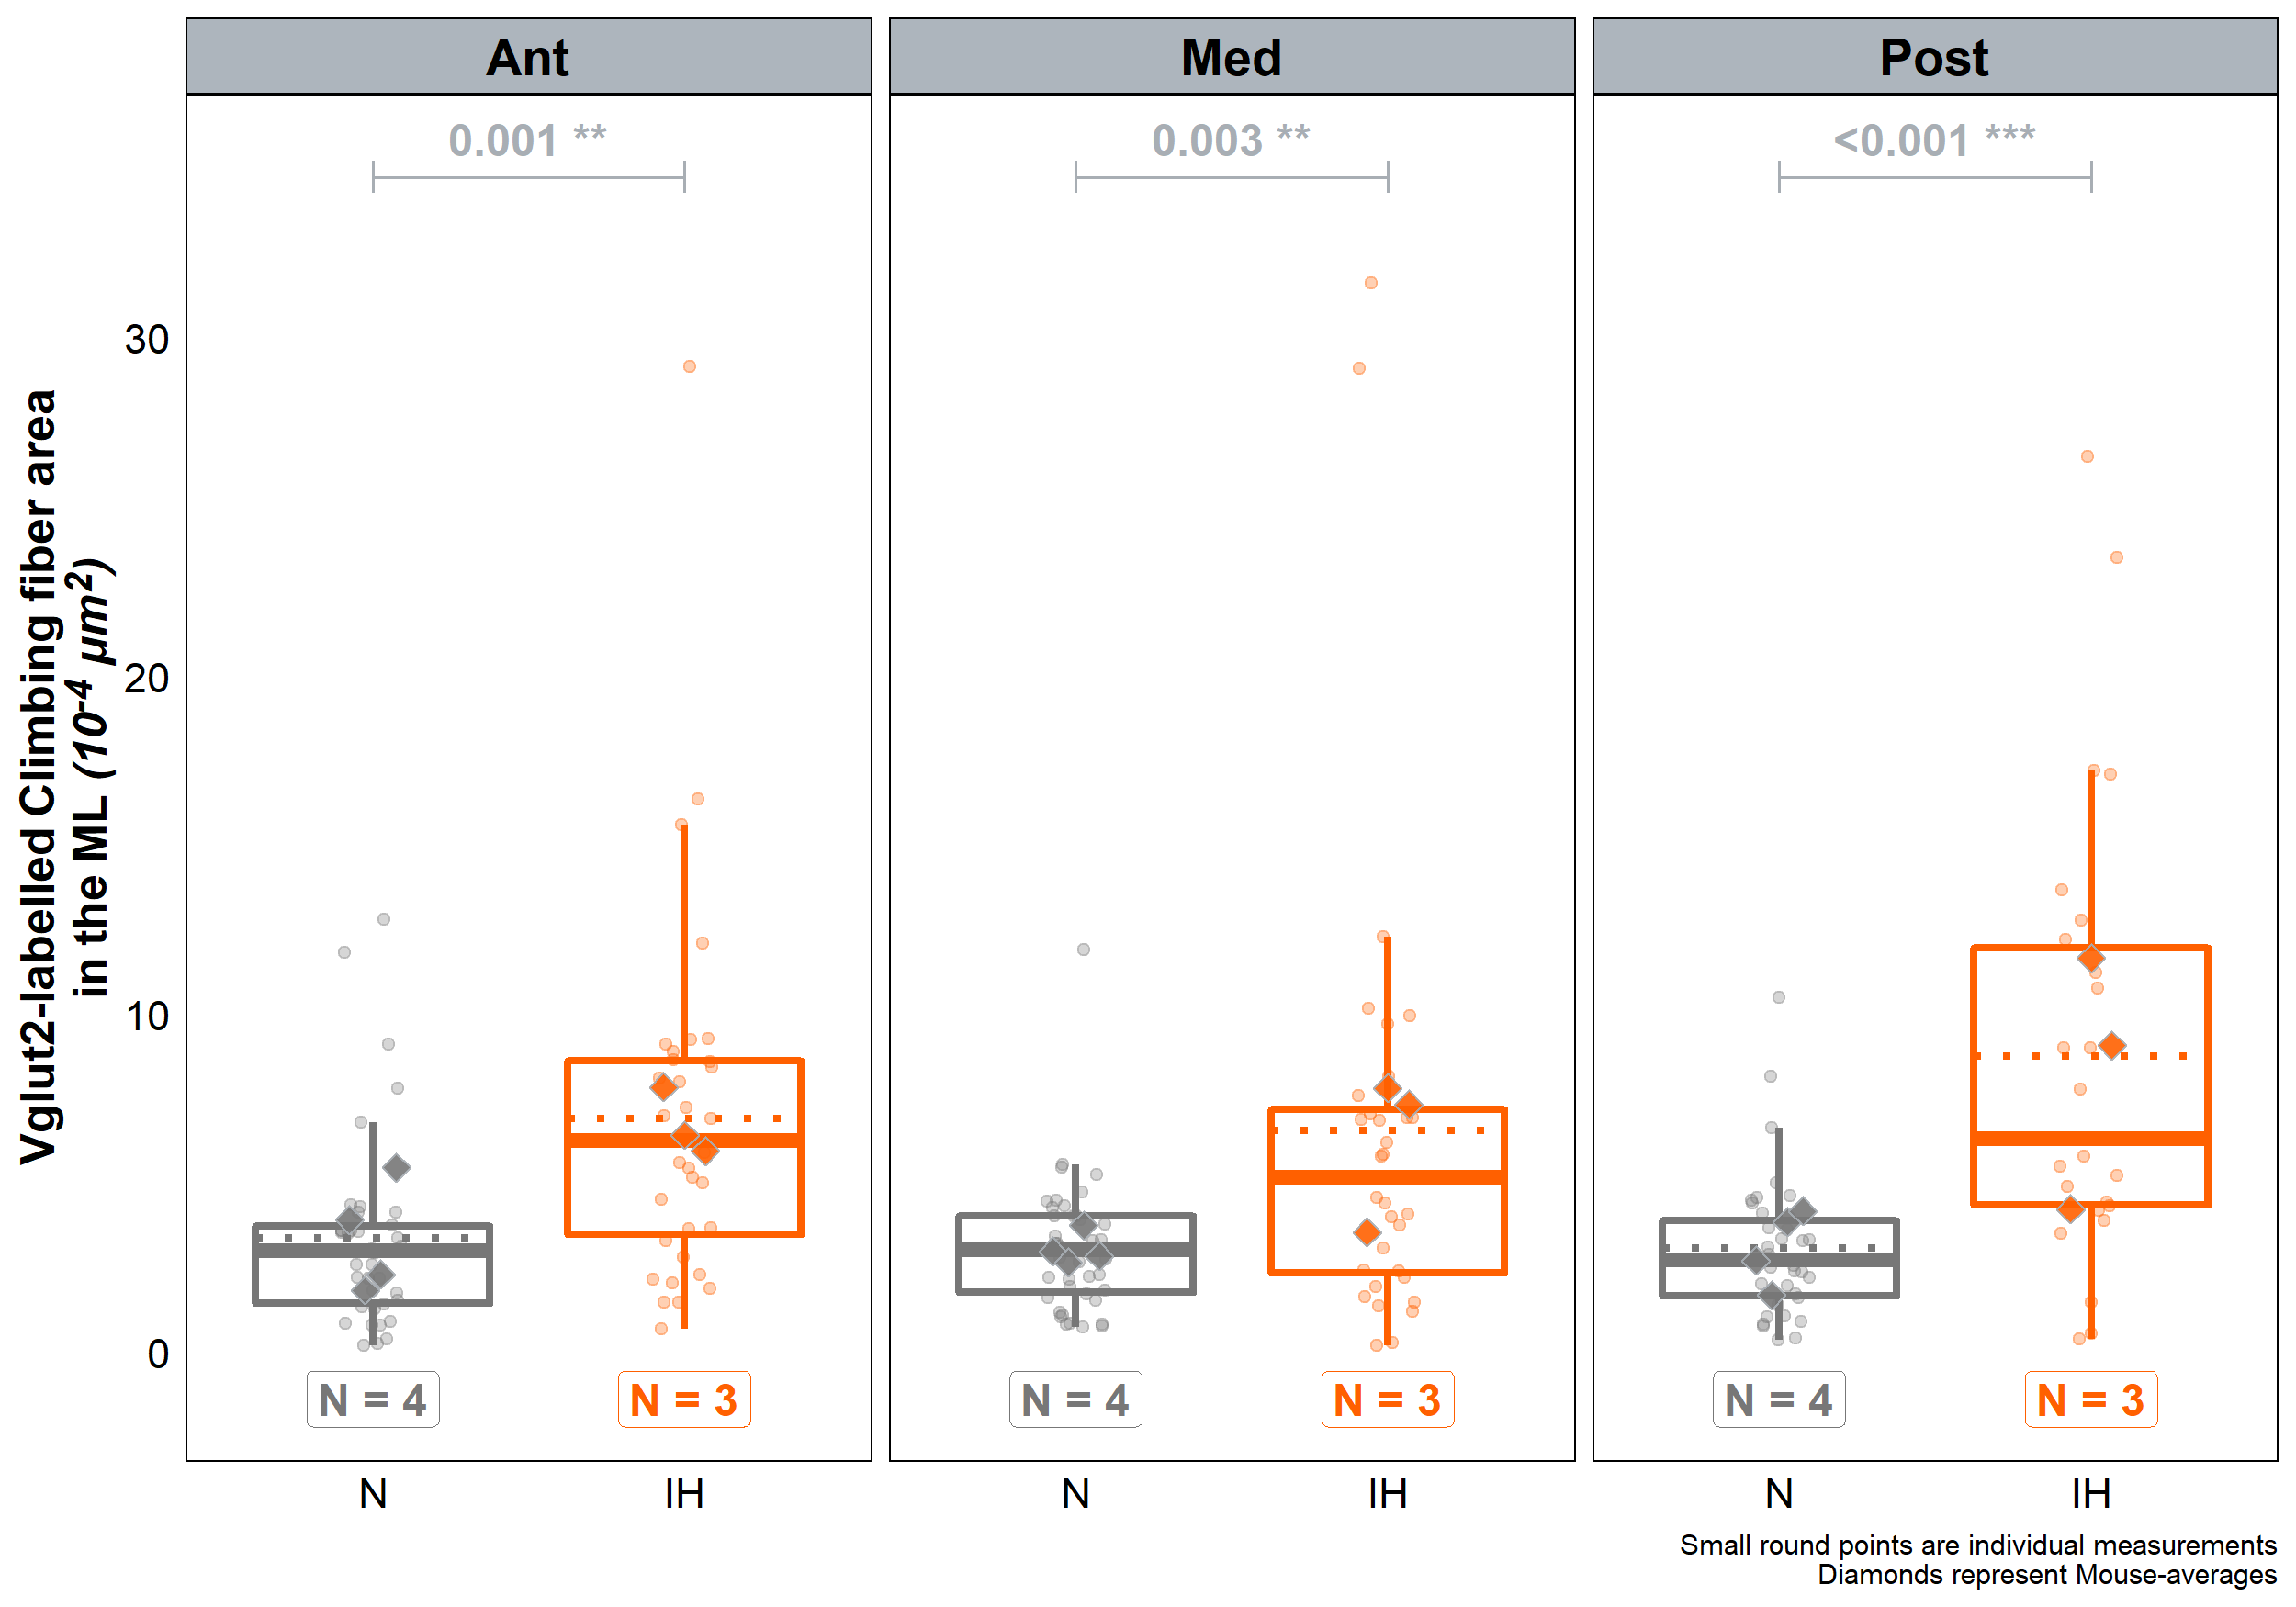 Ant
Med
Post
0.001 **
0.003 **
<0.001 ***
Vglut2-labelled Climbing fiber area
in the ML (10-4 µm2)
30
20
10
0
N = 4
N = 3
N = 4
N = 3
N = 4
N = 3
N
IH
N
IH
N
IH
Small round points are individual measurements
Diamonds represent Mouse-averages